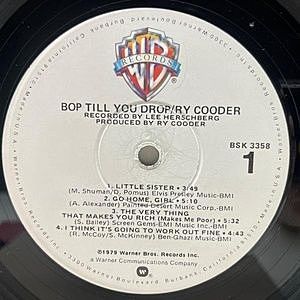 WB
RECORDS
BOP TILL YOU DROP/RY COODER
RECORDED BY LEE HERSCHBERG
PRODUCED BY RY COODER
BSK 3358
1
1. LITTLE SISTER • 3:49
(M. Shuman/D. Pomus) Elvis Presley Music-BMI
2. GO HOME, GIRL • 5:10
(A. Alexander) Painted Desert Music Corp.-BMI
3. THE VERY THING
THAT MAKES YOU RICH (Makes Me Poor) • 5:32
(S. Bailey) Screen Gems-EMI Music Inc.-BMI
4. I THINK IT'S GOING TO WORK OUT FINE • 4:43
(R. McCoy/S. McKinney) Ben-Ghazi Music-BMI
©1979 Warner Bros. Records Inc.
a Warner Communications Company